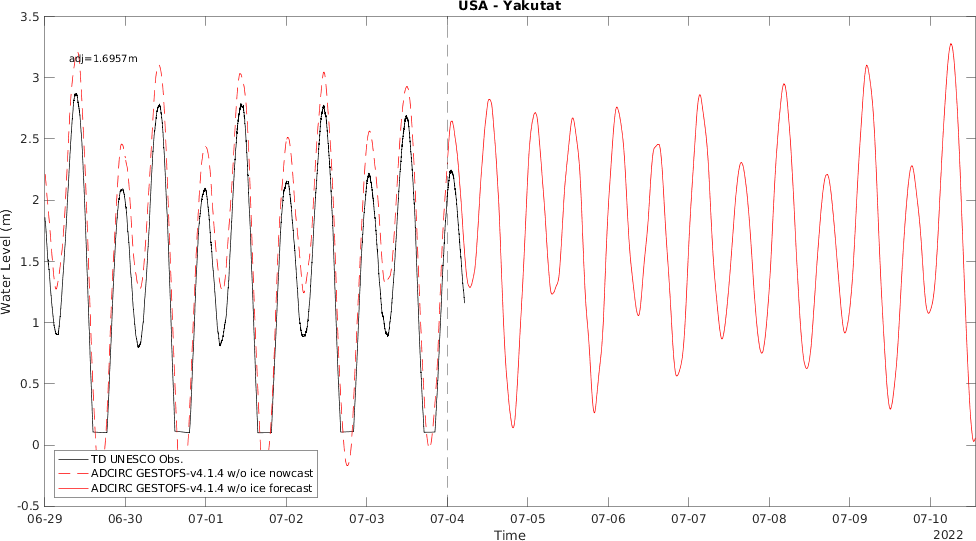 USA - Yakutat
adj=1.6957m
3.5
3
2.5
2
1.5
1
0.5
0
-0.5
Water Level (m)
TD UNESCO Obs.
ADCIRC GESTOFS-v4.1.4 w/o ice nowcast
ADCIRC GESTOFS-v4.1.4 w/o ice forecast
06-29 06-30 07-01 07-02 07-03 07-04 07-05 07-06 07-07 07-08 07-09 07-10
Time
2022